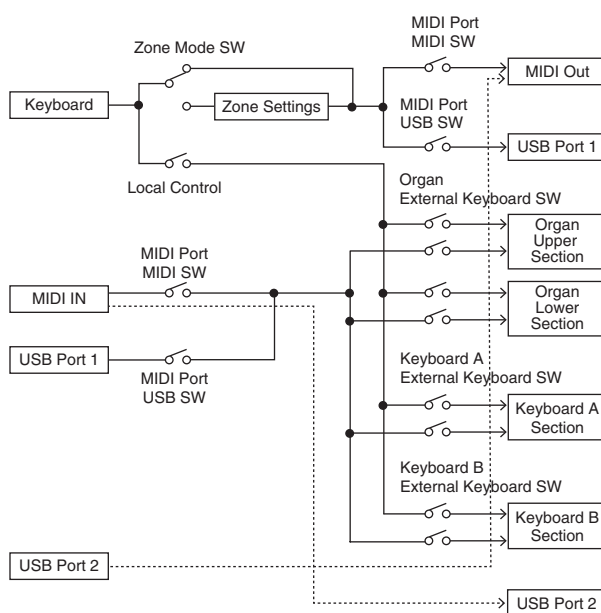 Zone Mode SW
MIDI Port
MIDI SW
MIDI Out
Keyboard
Zone Settings
MIDI Port
USB SW
USB Port 1
Local Control
Organ
External Keyboard SW
Organ
Upper
Section
MIDI Port
MIDI SW
MIDI IN
Organ
Lower
Section
USB Port 1
MIDI Port
USB SW
Keyboard A
External Keyboard SW
Keyboard A
Section
Keyboard B
External Keyboard SW
Keyboard B
Section
USB Port 2
USB Port 2